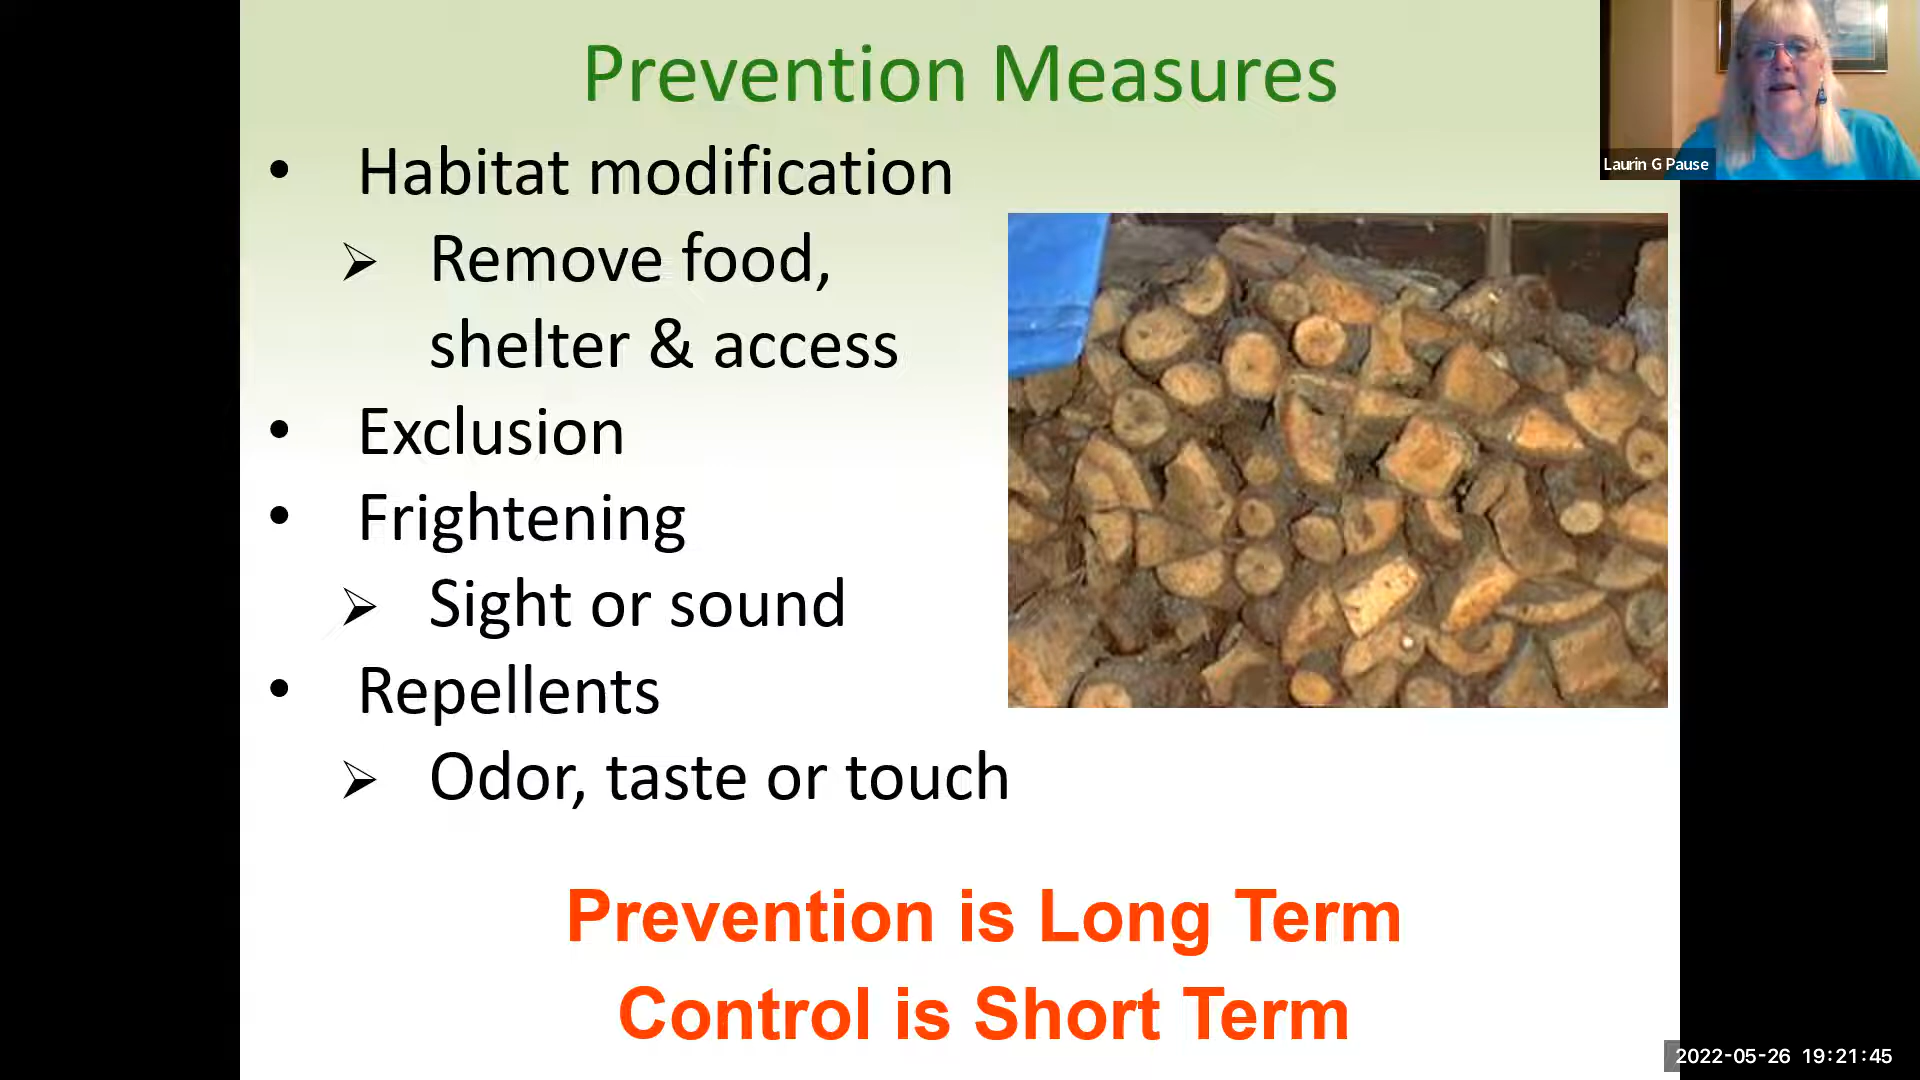 Prevention Measures
• Habitat modification
➢ Remove food,
shelter & access
• Exclusion
• Frightening
➢ Sight or sound
• Repellents
➢ Odor, taste or touch
Prevention is Long Term
Control is Short Term
Laurin G Pause
2022-05-26 19:21:45